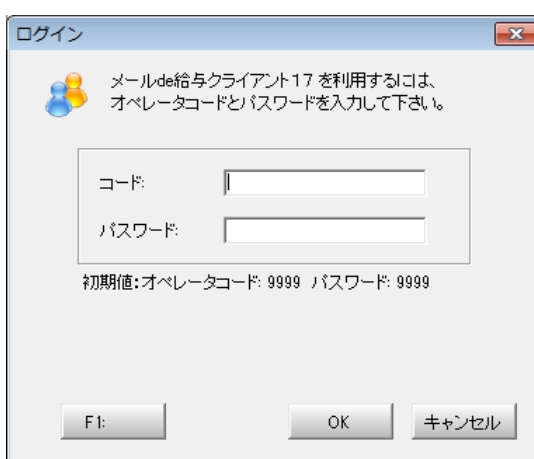 ログイン
メールde給与クライアント17 を利用するには、
オペレータコードとパスワードを入力して下さい。
コード:
パスワード:
初期値:オペレータコード: 9999 パスワード: 9999
F1:
OK
キャンセル